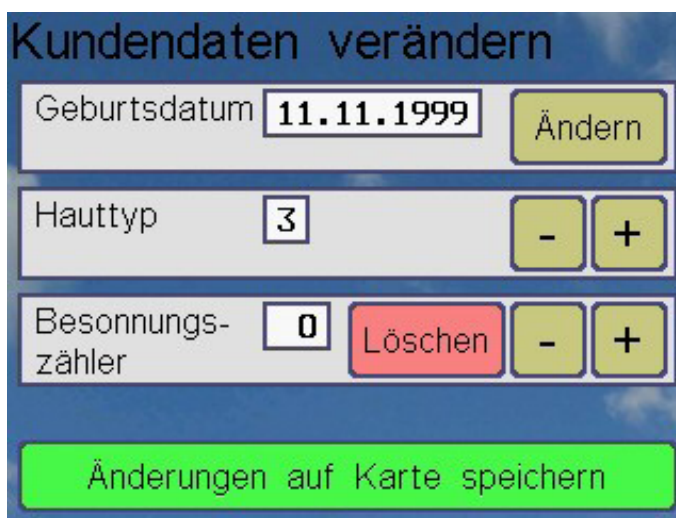 Kundendaten verändern
Geburtsdatum 11.11.1999 Ändern
Hauttyp 3 - +
Besonnungs- 0 Löschen - +
zähler
Änderungen auf Karte speichern